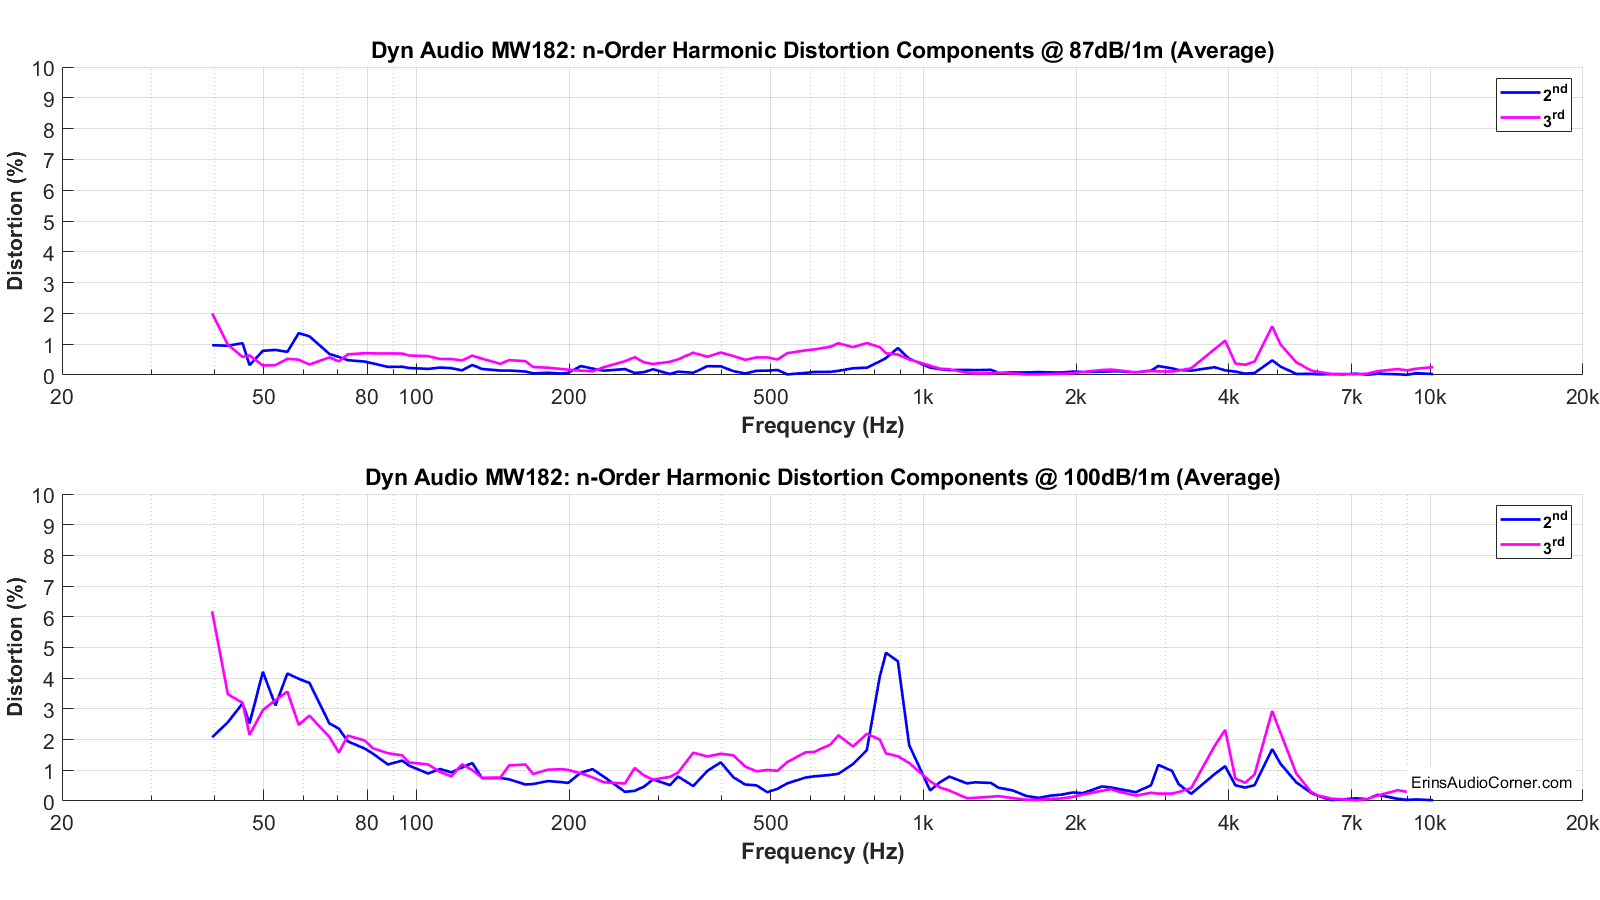 Dyn Audio MW182: n-Order Harmonic Distortion Components @ 87dB/1m (Average)
10
9
8
7
6
5
4
3
2
1
0
Distortion (%)
2nd
3rd
20 50 80 100 200 500 1k 2k 4k 7k 10k 20k
Frequency (Hz)
Dyn Audio MW182: n-Order Harmonic Distortion Components @ 100dB/1m (Average)
10
9
8
7
6
5
4
3
2
1
0
Distortion (%)
2nd
3rd
ErinsAudioCorner.com
20 50 80 100 200 500 1k 2k 4k 7k 10k 20k
Frequency (Hz)